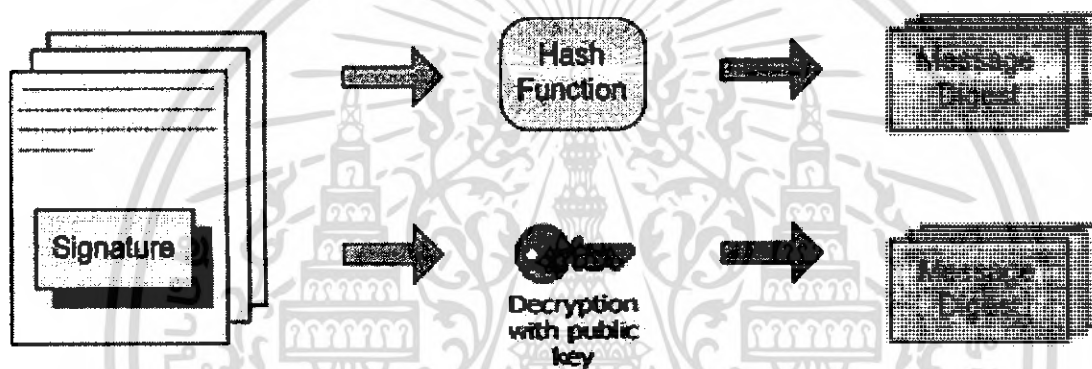 Hash
Function
Message
Digest
Signature
Decryption
with public
key
Message
Digest